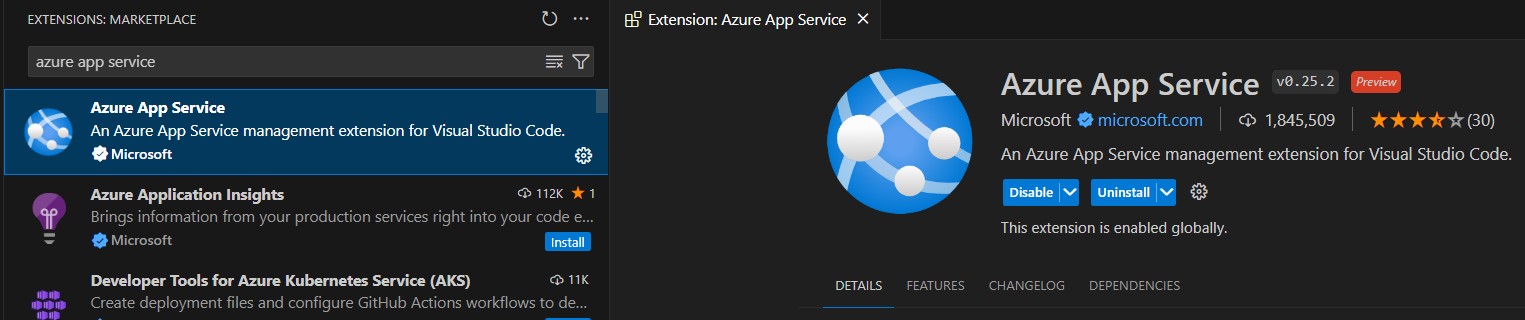 EXTENSIONS: MARKETPLACE
azure app service
Azure App Service
An Azure App Service management extension for Visual Studio Code.
Microsoft
Azure Application Insights 112K 1
Brings information from your production services right into your code e...
Microsoft
Install
Developer Tools for Azure Kubernetes Service (AKS) 11K
Create deployment files and configure GitHub Actions workflows to de...
Extension: Azure App Service
Azure App Service v0.25.2 Preview
Microsoft microsoft.com 1,845,509 (30)
An Azure App Service management extension for Visual Studio Code.
Disable Uninstall
This extension is enabled globally.
DETAILS FEATURES CHANGELOG DEPENDENCIES